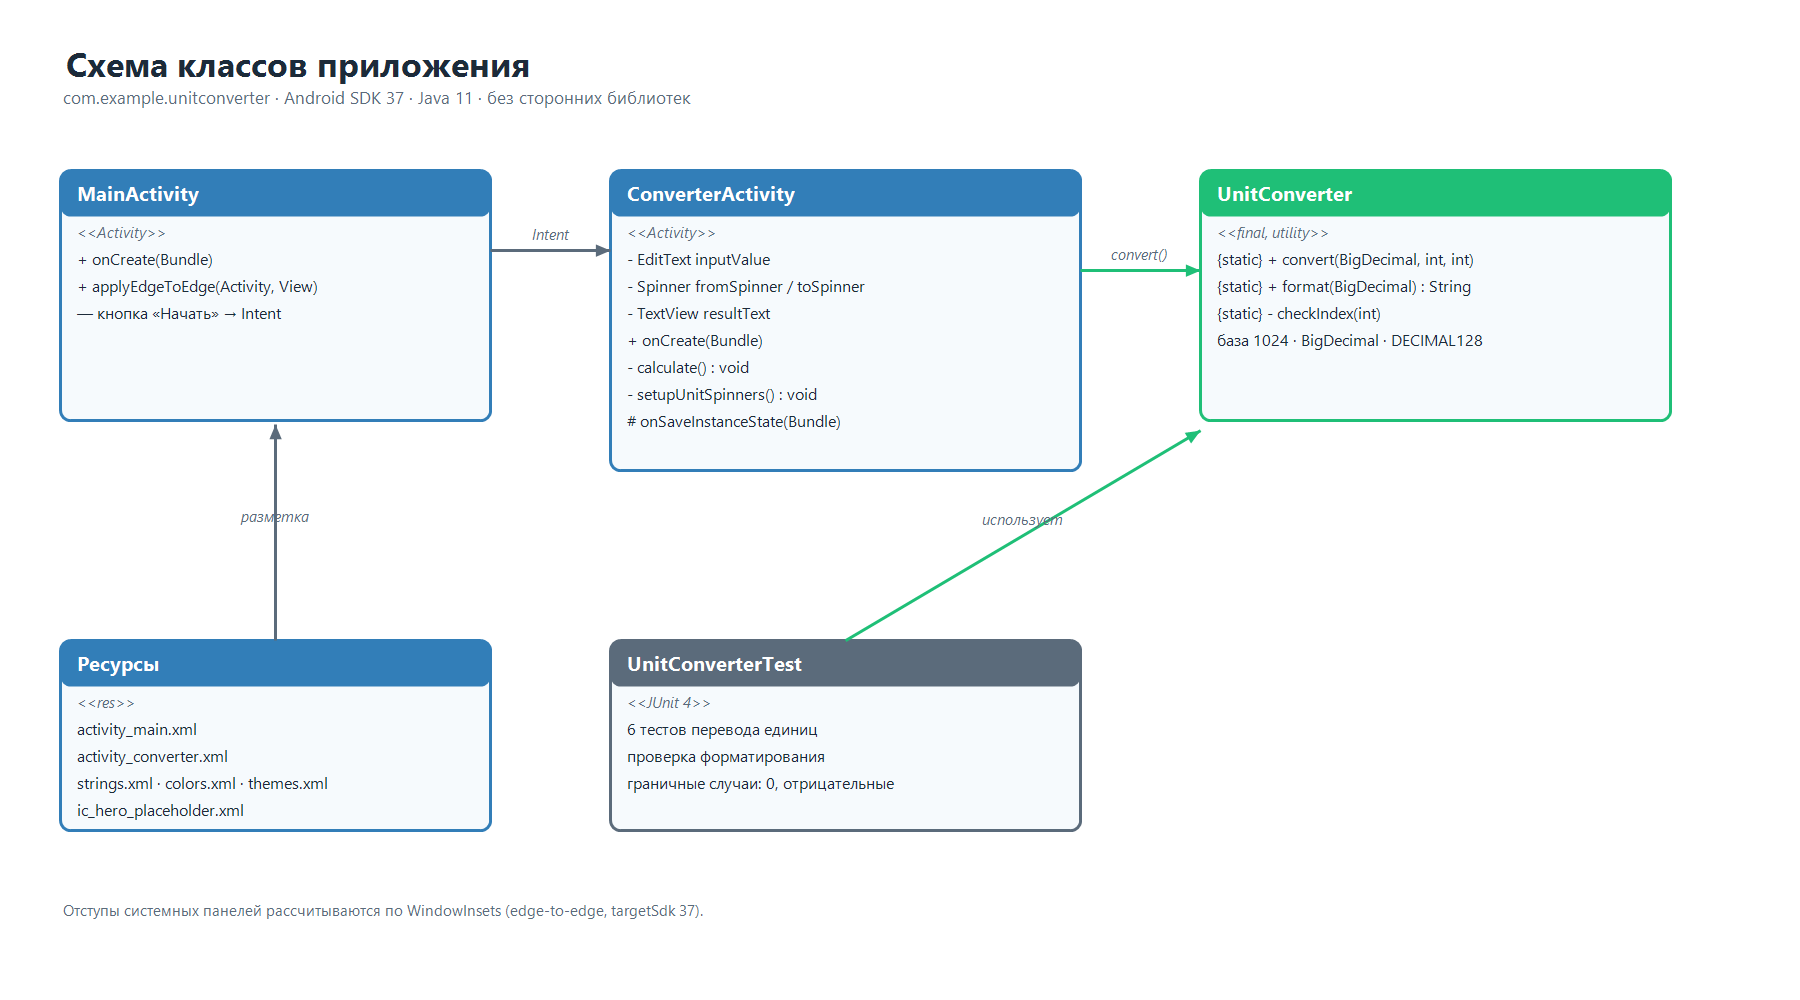 Схема классов приложения
com.example.unitconverter · Android SDK 37 · Java 11 · без сторонних библиотек
MainActivity
<<Activity>>
+ onCreate(Bundle)
+ applyEdgeToEdge(Activity, View)
— кнопка «Начать» → Intent
Intent
ConverterActivity
<<Activity>>
- EditText inputValue
- Spinner fromSpinner / toSpinner
- TextView resultText
+ onCreate(Bundle)
- calculate() : void
- setupUnitSpinners() : void
# onSaveInstanceState(Bundle)
convert()
UnitConverter
<<final, utility>>
{static} + convert(BigDecimal, int, int)
{static} + format(BigDecimal) : String
{static} - checkIndex(int)
база 1024 · BigDecimal · DECIMAL128
разметка
использует
Ресурсы
<<res>>
activity_main.xml
activity_converter.xml
strings.xml · colors.xml · themes.xml
ic_hero_placeholder.xml
UnitConverterTest
<<JUnit 4>>
6 тестов перевода единиц
проверка форматирования
граничные случаи: 0, отрицательные
Отступы системных панелей рассчитываются по WindowInsets (edge-to-edge, targetSdk 37).